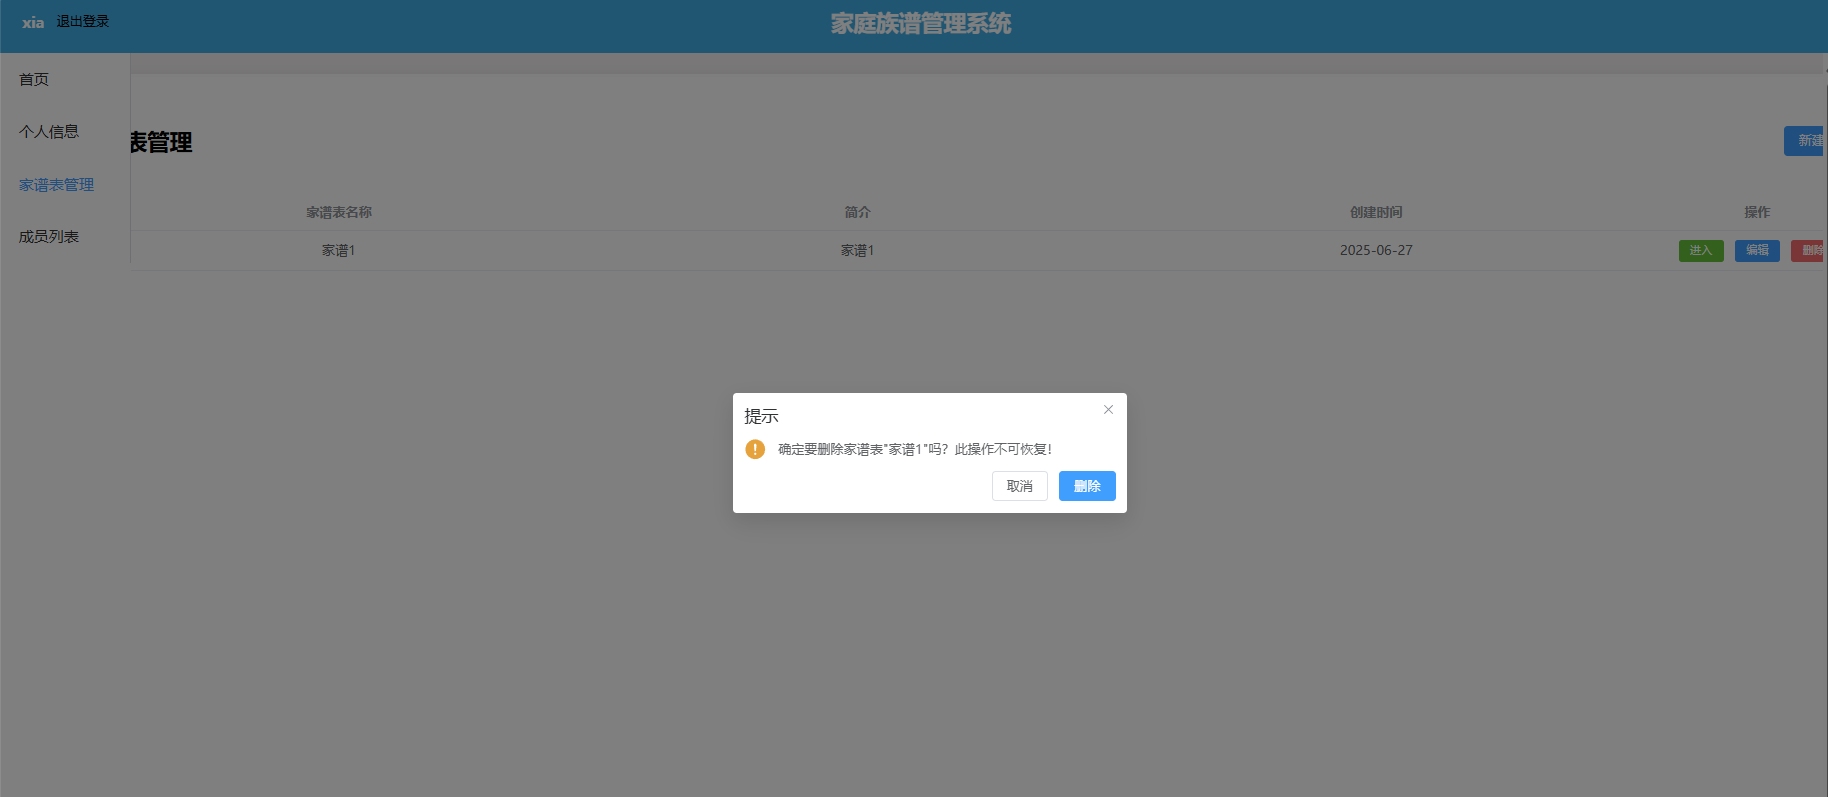 xia 退出登录 家庭族谱管理系统
首页
个人信息
家谱表管理
成员列表
表管理 新建
家谱表名称 简介 创建时间 操作
家谱1 家谱1 2025-06-27 进入 编辑 删除
提示
确定要删除家谱表"家谱1"吗？此操作不可恢复！
取消 删除